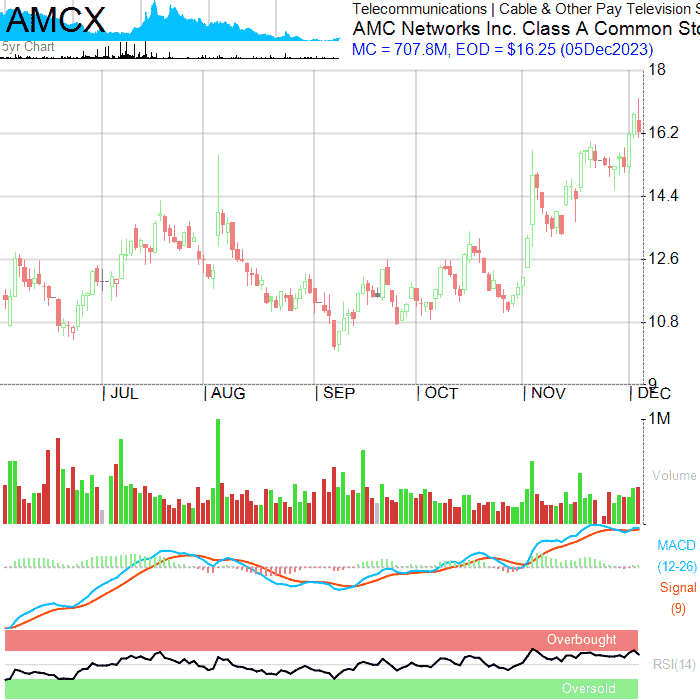 AMCX
5yr Chart
Telecommunications | Cable & Other Pay Television S
AMC Networks Inc. Class A Common Sto
MC = 707.8M, EOD = $16.25 (05Dec2023)
18
16.2
14.4
12.6
10.8
9
| JUL | AUG | SEP | OCT | NOV | DEC
1M
Volume
MACD
(12-26)
Signal
(9)
Overbought
RSI(14)
Oversold